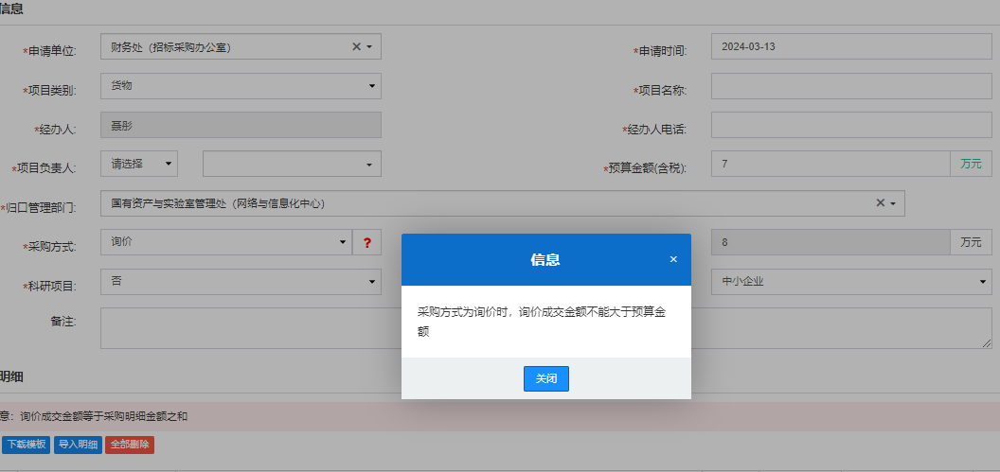 信息
*申请单位: 财务处（招标采购办公室） ✕ *申请时间: 2024-03-13
*项目类别: 货物 *项目名称:
*经办人: 聂彤 *经办人电话:
*项目负责人: 请选择 *预算金额(含税): 7 万元
*归口管理部门: 国有资产与实验室管理处（网络与信息化中心） ✕
*采购方式: 询价 ? 8 万元
*科研项目: 否 中小企业
备注:
信息 ×
采购方式为询价时，询价成交金额不能大于预算金
额
关闭
明细
意：询价成交金额等于采购明细金额之和
下载模板 导入明细 全部删除